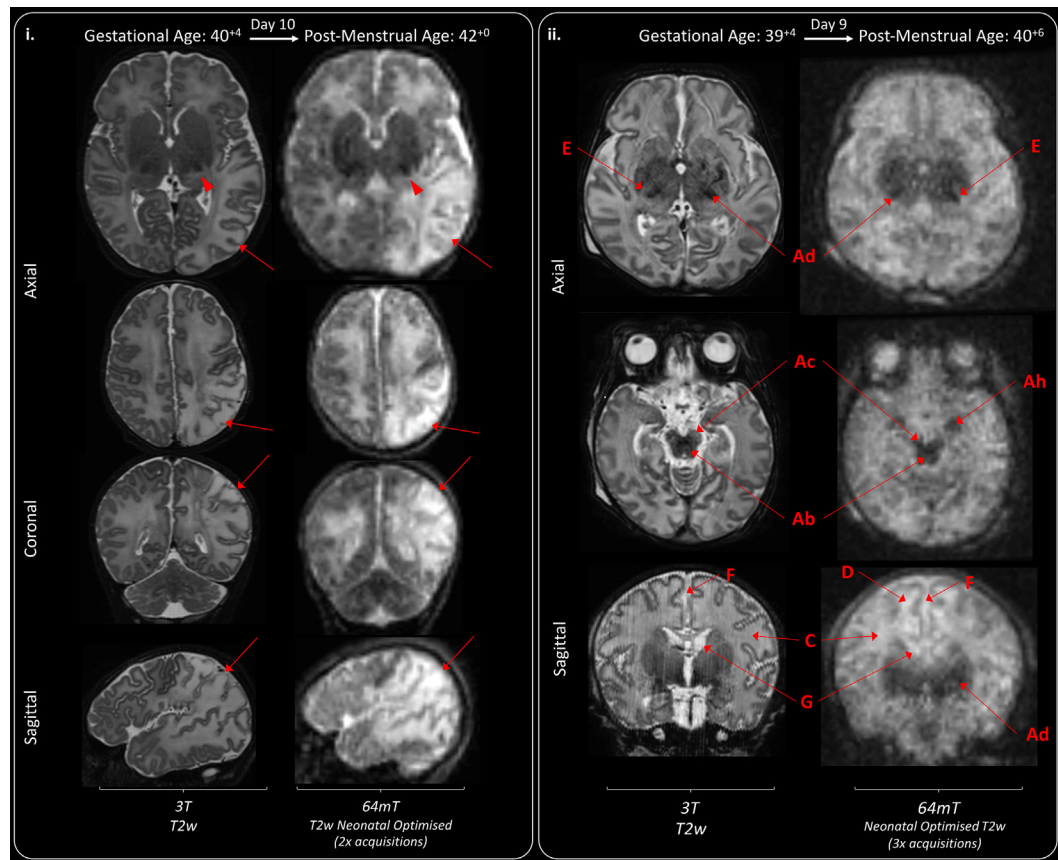 i.
Day 10
Gestational Age: 40+4
Post-Menstrual Age: 42+0
Axial
Coronal
Sagittal
3T
T2w
64mT
T2w Neonatal Optimised
(2x acquisitions)
ii.
Day 9
Gestational Age: 39+4
Post-Menstrual Age: 40+6
E
E
Ad
Axial
Ac
Ah
Ab
F
D
F
C
G
Ad
Sagittal
3T
T2w
64mT
Neonatal Optimised T2w
(3x acquisitions)